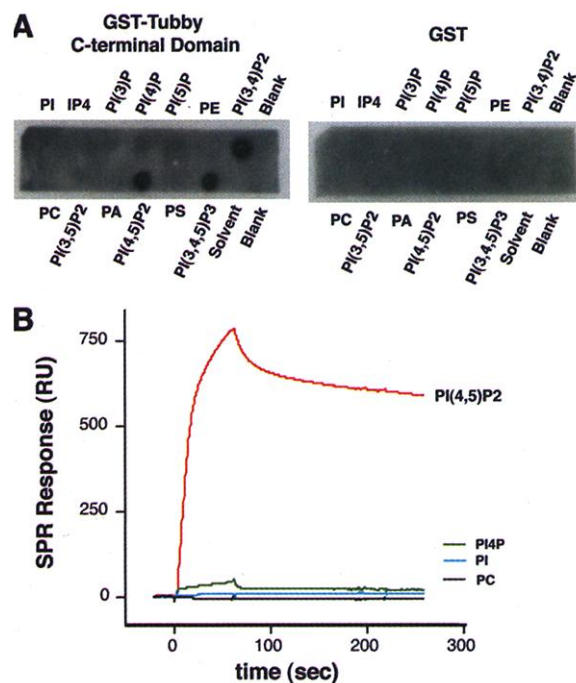 A
GST-Tubby
C-terminal Domain
GST
PI IP4 PI(3)P PI(4)P PI(5)P PE PI(3,4)P2 Blank
PI IP4 PI(3)P PI(4)P PI(5)P PE PI(3,4)P2 Blank
PC PI(3,5)P2 PA PI(4,5)P2 PS PI(3,4,5)P3 Solvent Blank
PC PI(3,5)P2 PA PI(4,5)P2 PS PI(3,4,5)P3 Solvent Blank
B
SPR Response (RU)
750
500
250
0
PI(4,5)P2
PI4P
PI
PC
0 100 200 300
time (sec)